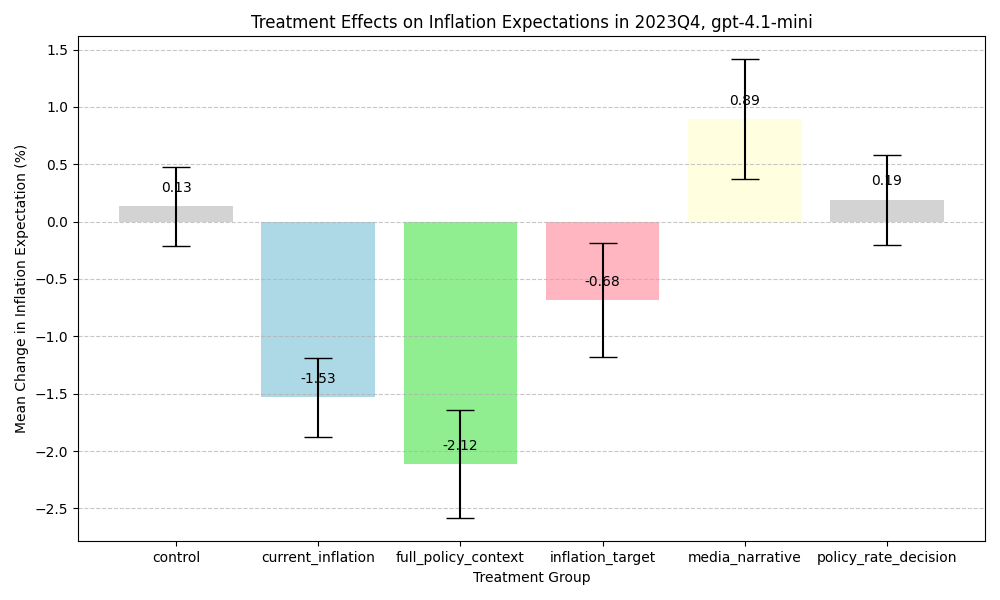 Treatment Effects on Inflation Expectations in 2023Q4, gpt-4.1-mini
Mean Change in Inflation Expectation (%)
1.5
1.0
0.5
0.0
−0.5
−1.0
−1.5
−2.0
−2.5
0.13
-1.53
-2.12
-0.68
0.89
0.19
control
current_inflation
full_policy_context
inflation_target
media_narrative
policy_rate_decision
Treatment Group